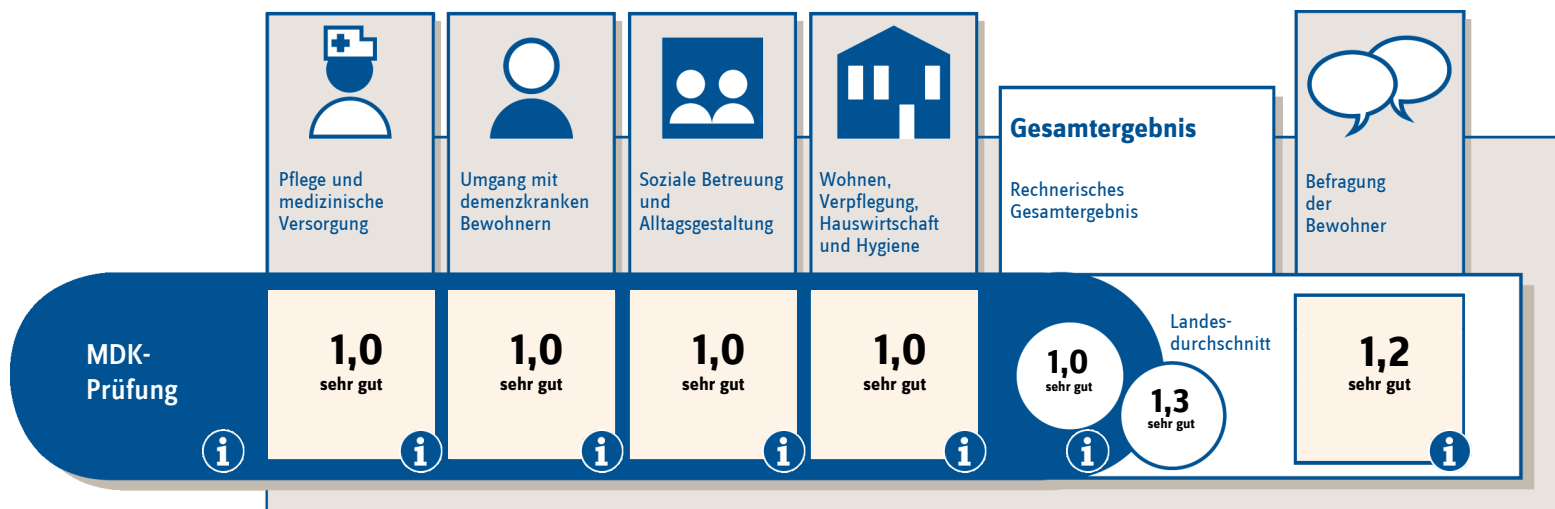 Pflege und
medizinische
Versorgung
Umgang mit
demenzkranken
Bewohnern
Soziale Betreuung
und
Alltagsgestaltung
Wohnen,
Verpflegung,
Hauswirtschaft
und Hygiene
Gesamtergebnis
Rechnerisches
Gesamtergebnis
Befragung
der
Bewohner
MDK-
Prüfung
i
1,0
sehr gut
i
1,0
sehr gut
i
1,0
sehr gut
i
1,0
sehr gut
i
1,0
sehr gut
i
Landes-
durchschnitt
1,3
sehr gut
1,2
sehr gut
i